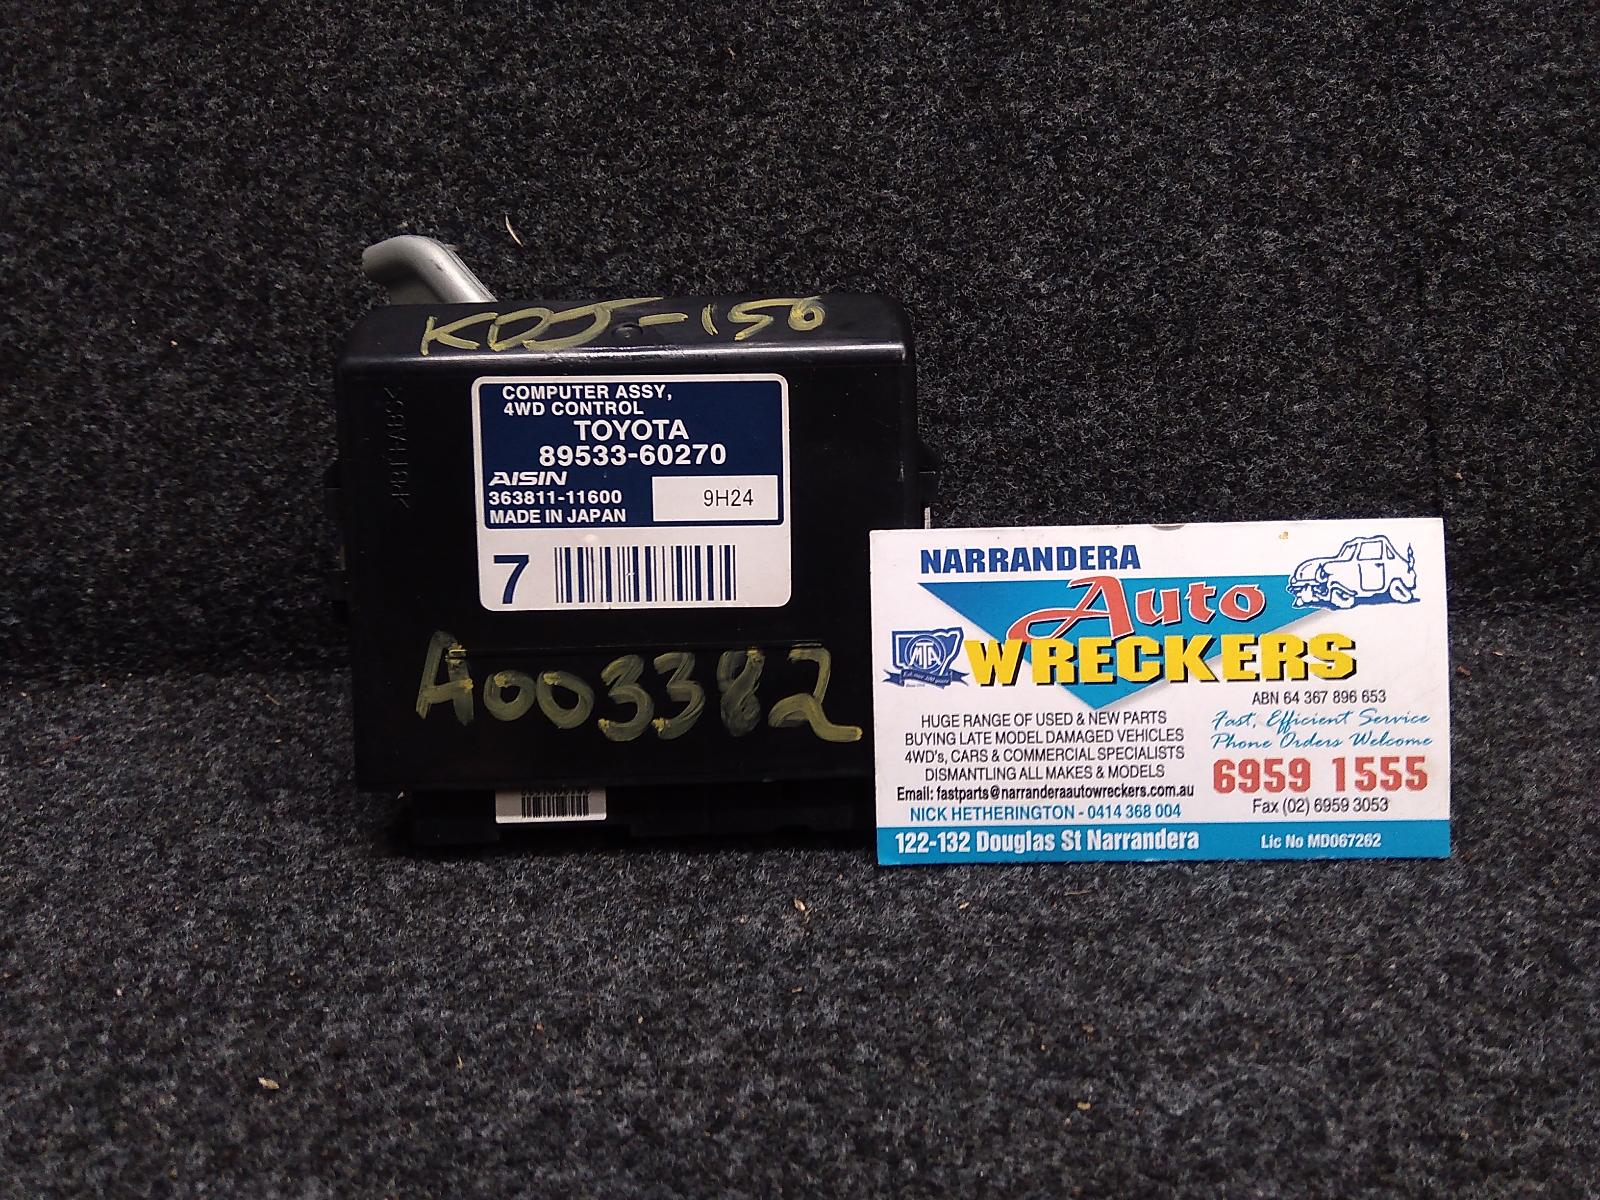 KDJ-150
COMPUTER ASSY,
4WD CONTROL
TOYOTA
89533-60270
AISIN
363811-11600
9H24
MADE IN JAPAN
7
A003382
NARRANDERA
Auto
WRECKERS
MTA
ABN 64 367 896 653
HUGE RANGE OF USED & NEW PARTS
BUYING LATE MODEL DAMAGED VEHICLES
4WD's, CARS & COMMERCIAL SPECIALISTS
DISMANTLING ALL MAKES & MODELS
Email: fastparts@narranderaautowreckers.com.au
NICK HETHERINGTON - 0414 368 004
Fast, Efficient Service
Phone Orders Welcome
6959 1555
Fax (02) 6959 3053
122-132 Douglas St Narrandera
Lic No MD067262